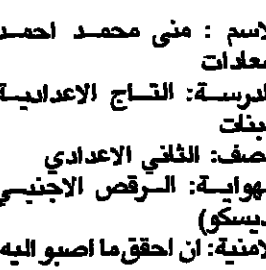 لاسم : منى محمد احمد
معادات
لدرسة: التاج الاعدادية
بنات
صف: الثاني الاعدادي
هواية: الرقص الاجنبي
ديسكو)
لامنية: ان احقق ما اصبو اليه